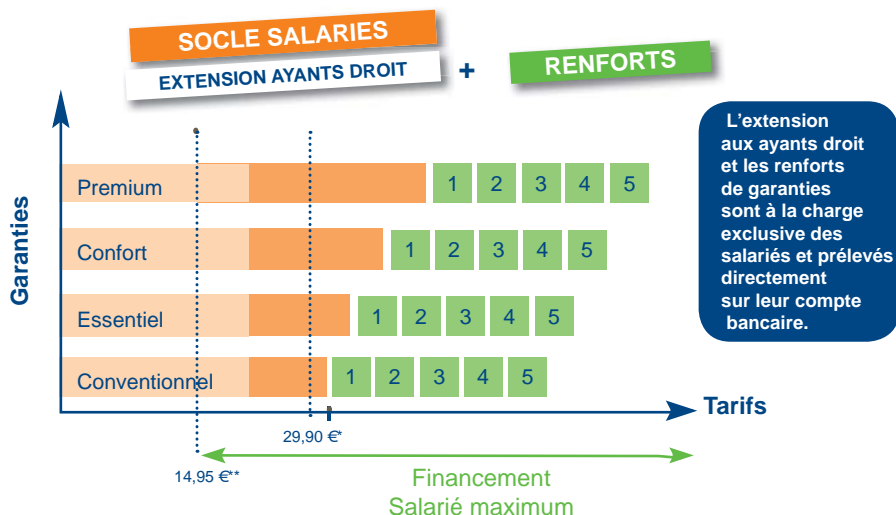 SOCLE SALARIES
EXTENSION AYANTS DROIT
+
RENFORTS
L'extension
aux ayants droit
et les renforts
de garanties
sont à la charge
exclusive des
salariés et prélevés
directement
sur leur compte
bancaire.
Garanties
Premium 1 2 3 4 5
Confort 1 2 3 4 5
Essentiel 1 2 3 4 5
Conventionnel 1 2 3 4 5
Tarifs
29,90 €*
14,95 €**
Financement
Salarié maximum